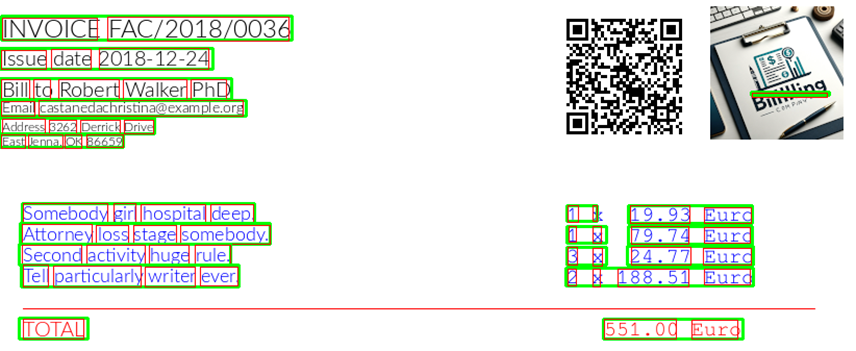 INVOICE FAC/2018/0036
Issue date 2018-12-24
Bill to Robert Walker PhD
Email castanedachristina@example.org
Address 3262 Derrick Drive
East Jenna, OK 86659
Billlling
COMPANY
Somebody girl hospital deep. 1 x 19.93 Euro
Attorney loss stage somebody. 1 x 79.74 Euro
Second activity huge rule. 3 x 24.77 Euro
Tell particularly writer ever. 2 x 188.51 Euro
TOTAL 551.00 Euro